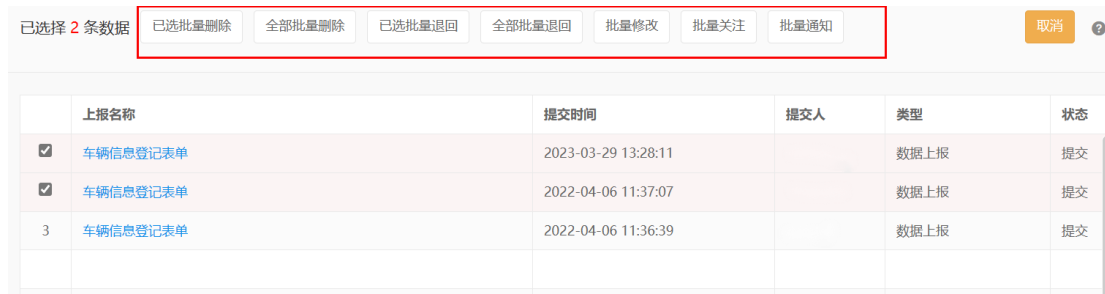 已选择 2 条数据 已选批量删除 全部批量删除 已选批量退回 全部批量退回 批量修改 批量关注 批量通知 取消 ?
上报名称 提交时间 提交人 类型 状态
车辆信息登记表单 2023-03-29 13:28:11 数据上报 提交
车辆信息登记表单 2022-04-06 11:37:07 数据上报 提交
3 车辆信息登记表单 2022-04-06 11:36:39 数据上报 提交